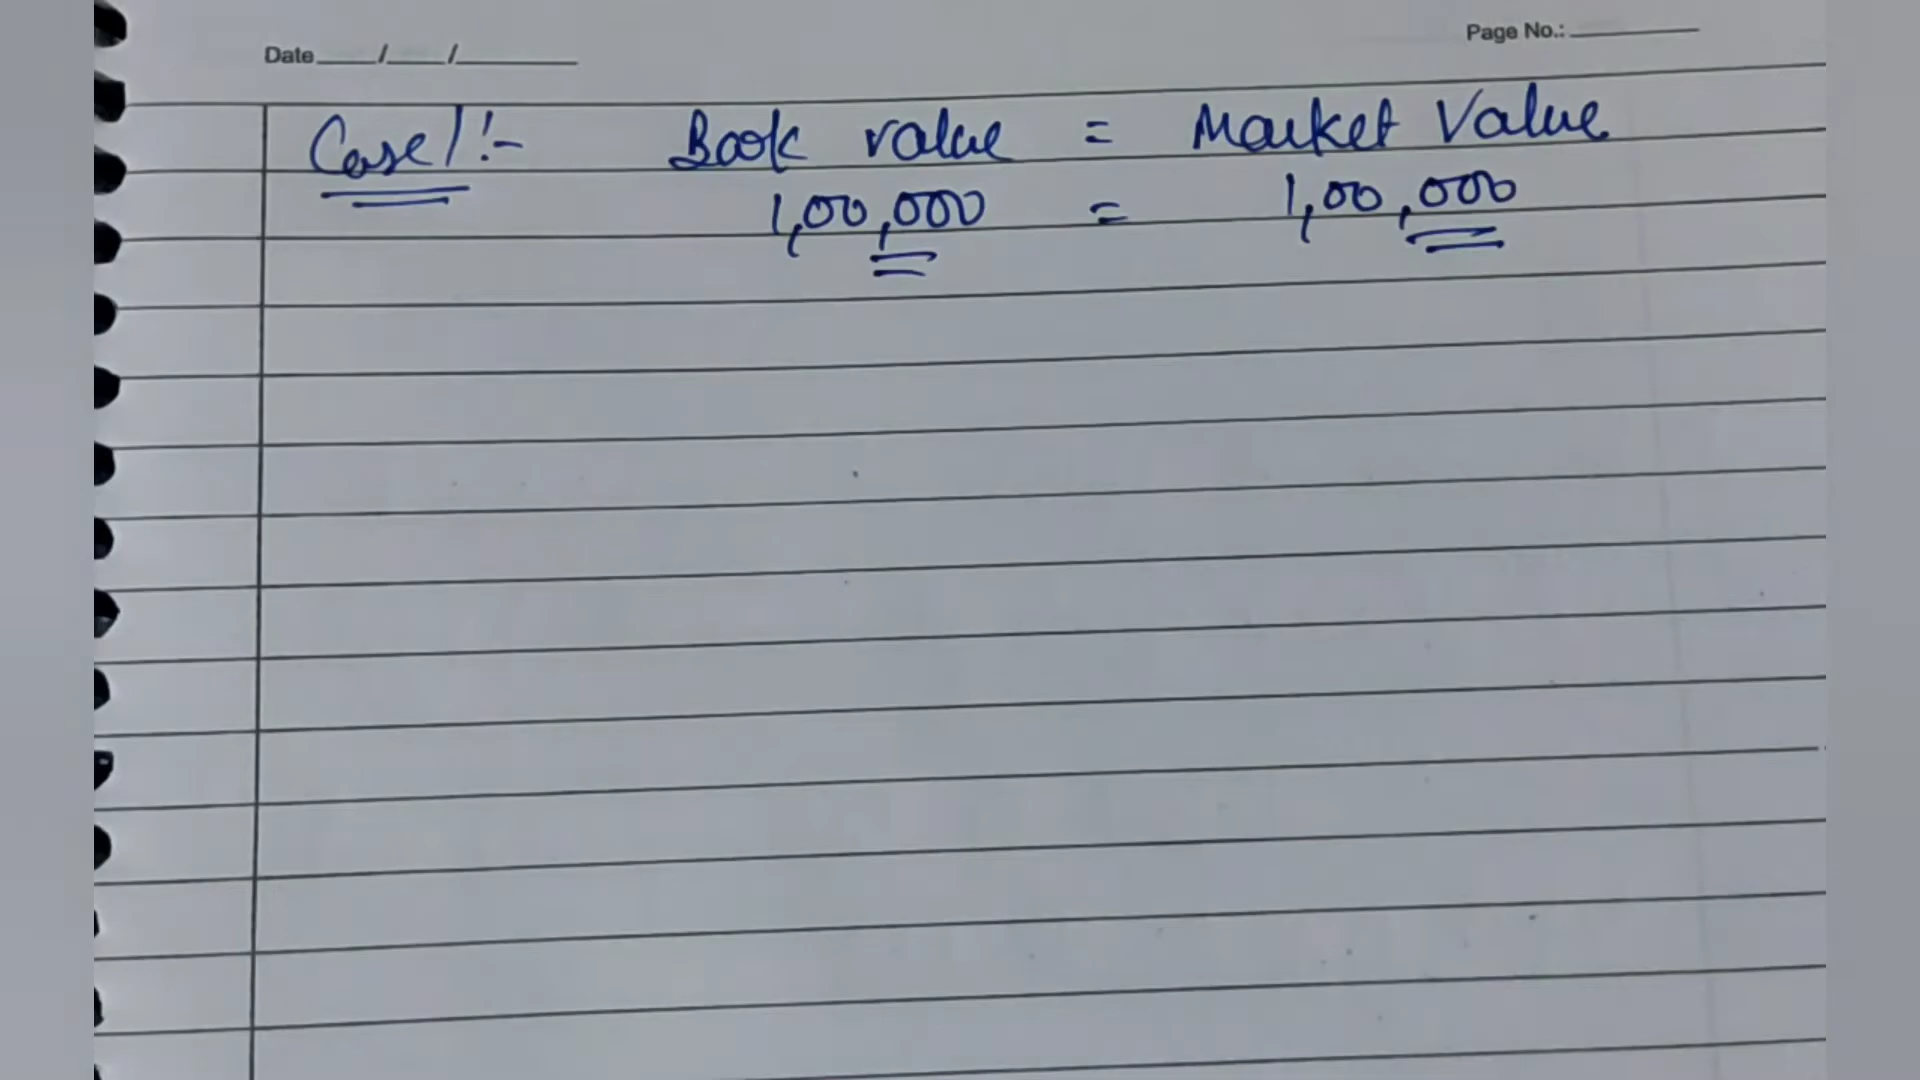 Page No.:
Date / /
Case 1:- Book value = Market Value
1,00,000 = 1,00,000